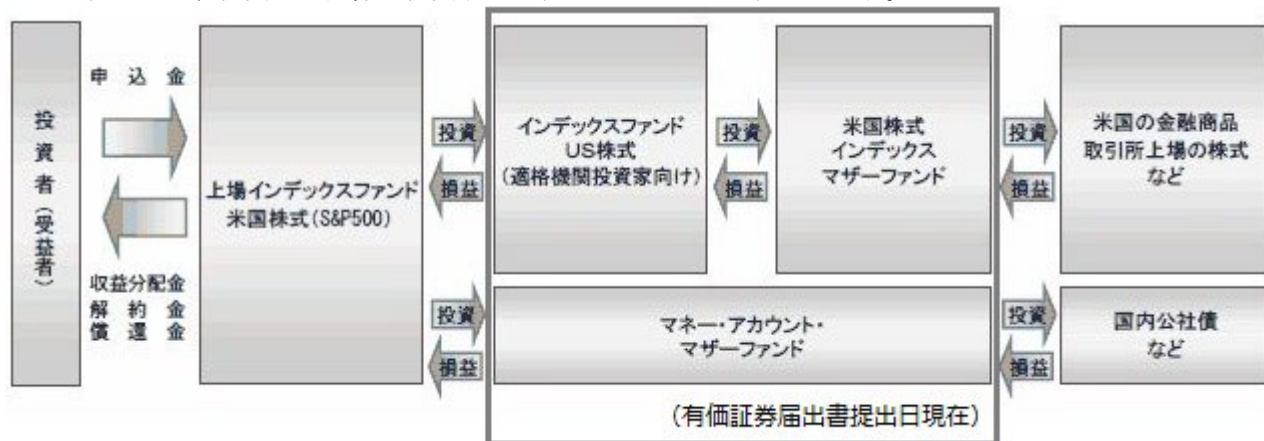 投資者(受益者)
申込金
収益分配金
解約金
償還金
上場インデックスファンド
米国株式(S&P500)
投資
損益
投資
損益
インデックスファンド
US株式
(適格機関投資家向け)
投資
損益
米国株式
インデックス
マザーファンド
マネー・アカウント・
マザーファンド
(有価証券届出書提出日現在)
投資
損益
投資
損益
米国の金融商品
取引所上場の株式
など
国内公社債
など